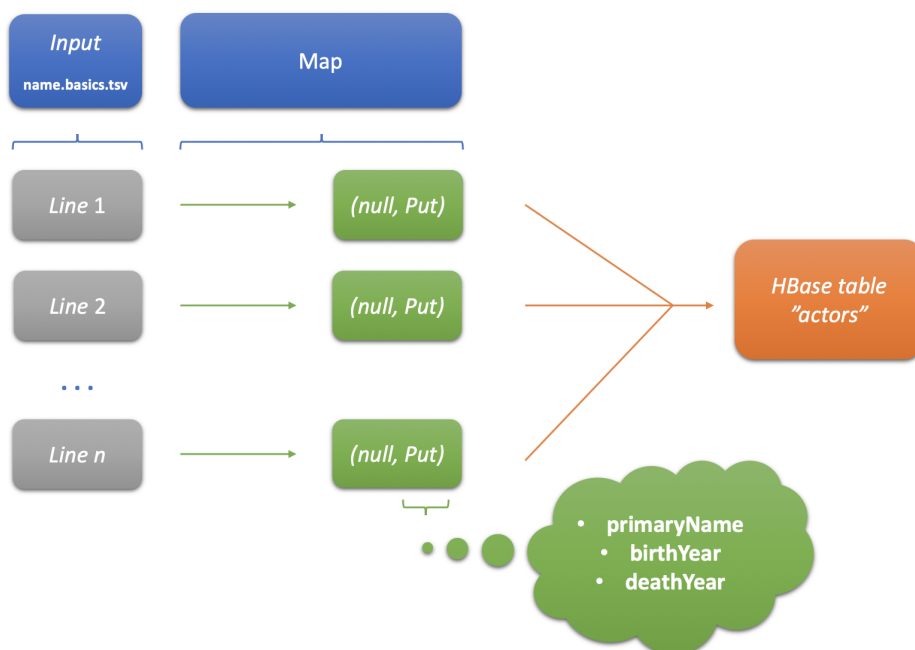 Input
name.basics.tsv
Map
Line 1
(null, Put)
Line 2
(null, Put)
HBase table
”actors”
...
Line n
(null, Put)
• primaryName
• birthYear
• deathYear